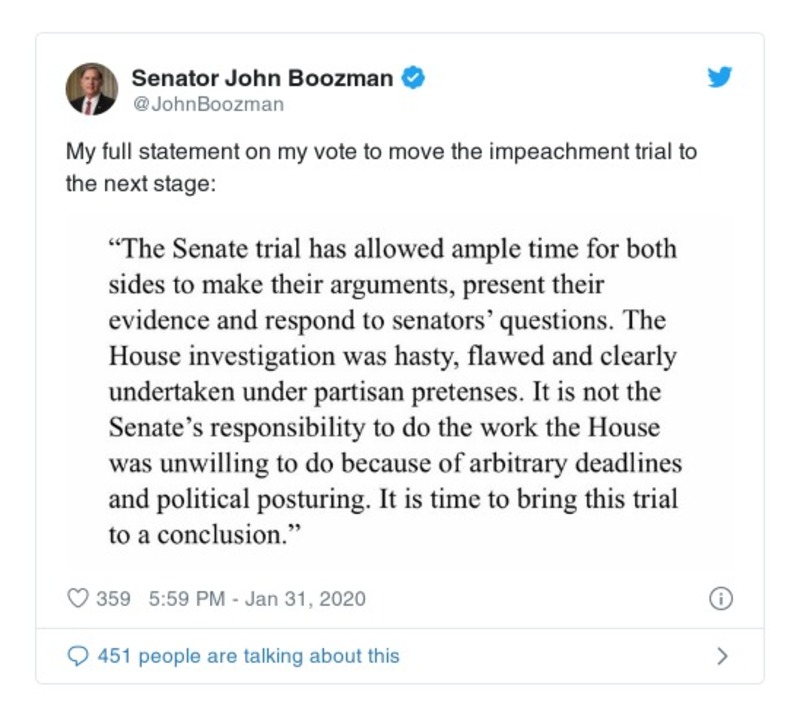 Senator John Boozman
@JohnBoozman
My full statement on my vote to move the impeachment trial to
the next stage:
“The Senate trial has allowed ample time for both
sides to make their arguments, present their
evidence and respond to senators’ questions. The
House investigation was hasty, flawed and clearly
undertaken under partisan pretenses. It is not the
Senate’s responsibility to do the work the House
was unwilling to do because of arbitrary deadlines
and political posturing. It is time to bring this trial
to a conclusion.”
359 5:59 PM - Jan 31, 2020
451 people are talking about this